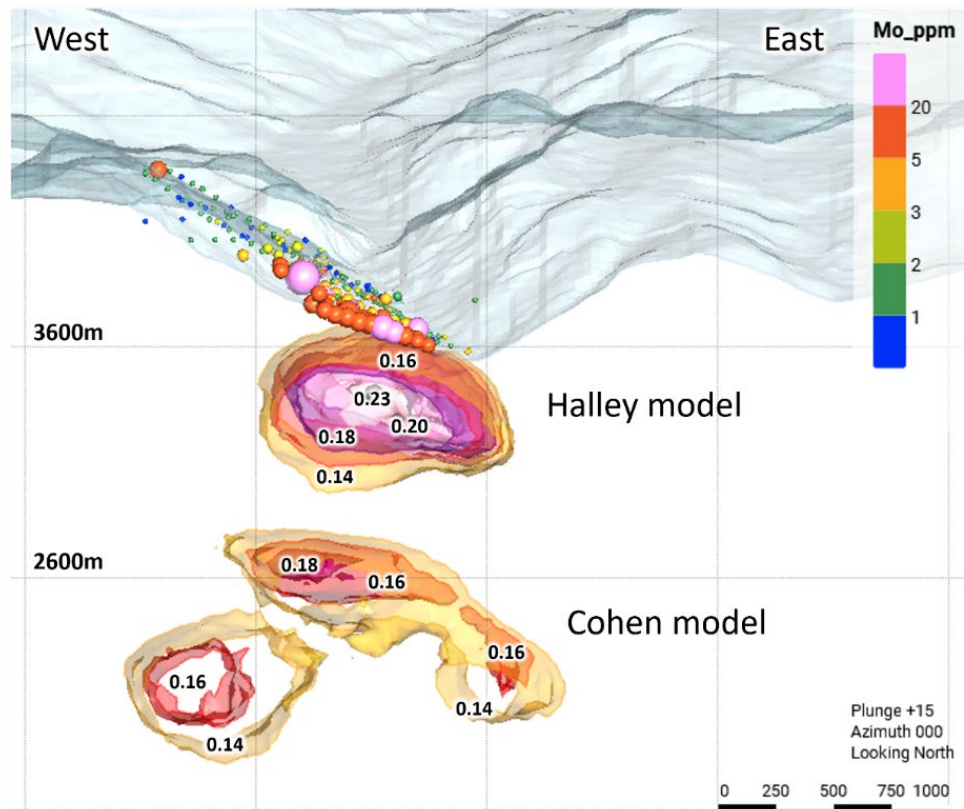 West
East
Mo_ppm
20
5
3
2
1
3600m
0.16
0.23
0.20
0.18
0.14
Halley model
2600m
0.18
0.16
Cohen model
0.16
0.16
0.14
0.14
Plunge +15
Azimuth 000
Looking North
0 250 500 750 1000